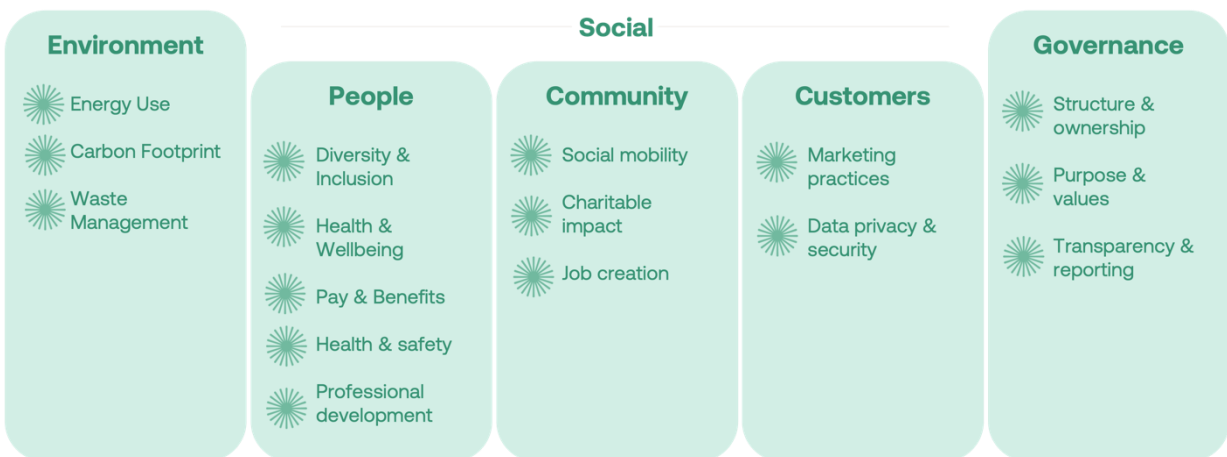 Social
Environment
Energy Use
Carbon Footprint
Waste
Management
People
Diversity &
Inclusion
Health &
Wellbeing
Pay & Benefits
Health & safety
Professional
development
Community
Social mobility
Charitable
impact
Job creation
Customers
Marketing
practices
Data privacy &
security
Governance
Structure &
ownership
Purpose &
values
Transparency &
reporting